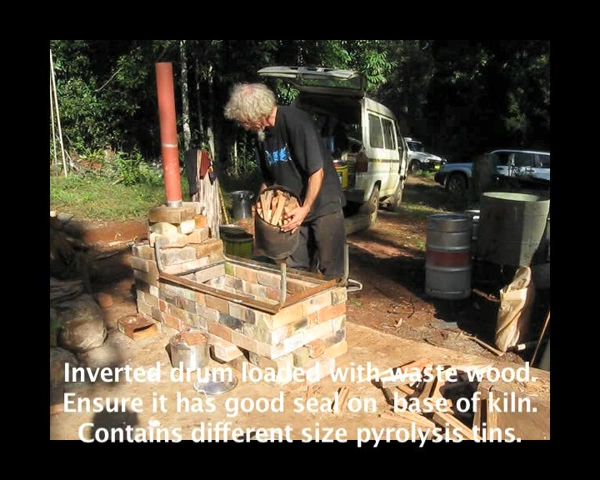 Inverted drum loaded with waste wood.
Ensure it has good seal on  base of kiln.
Contains different size pyrolysis tins.